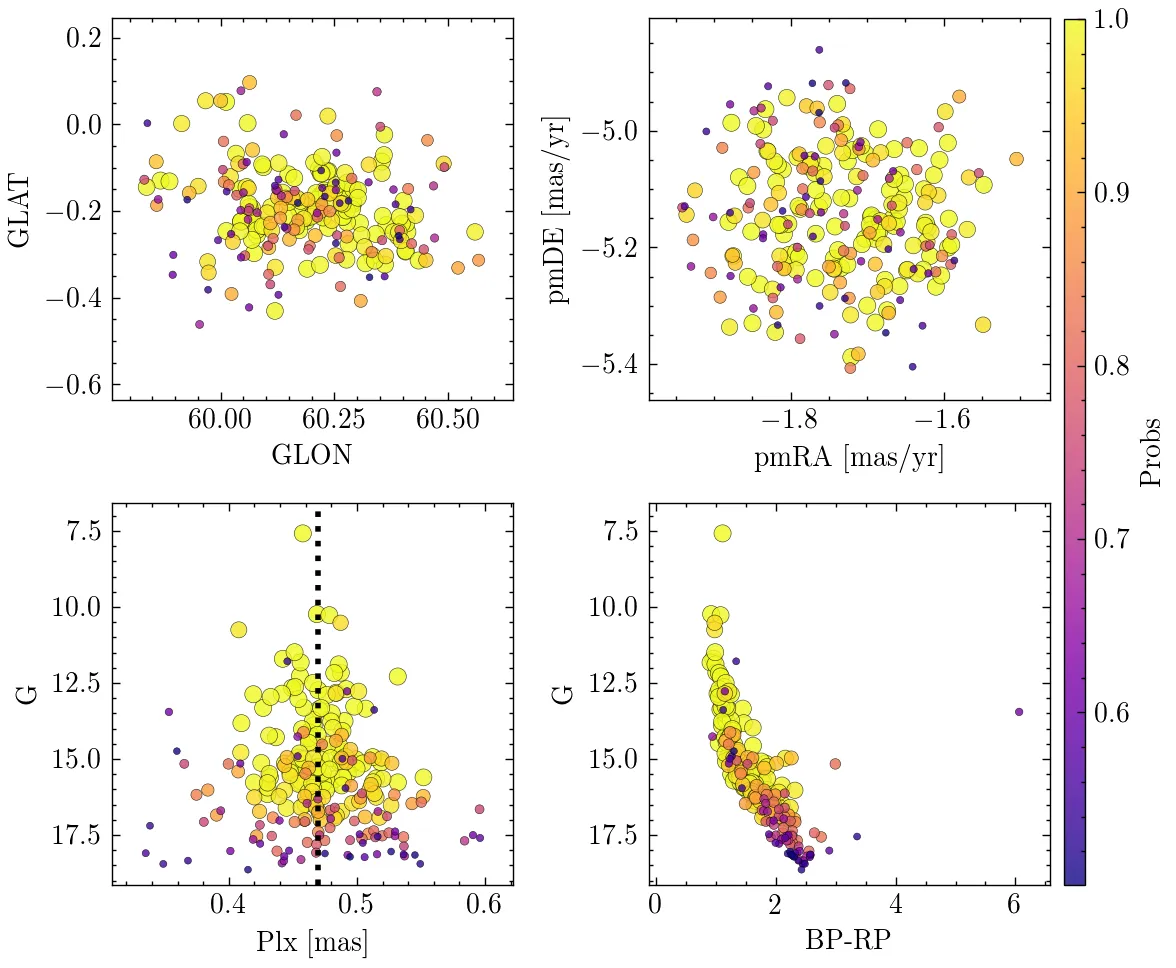 0.2
0.0
−0.2
−0.4
−0.6
GLAT
60.00 60.25 60.50
GLON
−5.0
−5.2
−5.4
pmDE [mas/yr]
−1.8 −1.6
pmRA [mas/yr]
1.0
0.9
0.8
0.7
0.6
Probs
7.5
10.0
12.5
15.0
17.5
G
0.4 0.5 0.6
Plx [mas]
7.5
10.0
12.5
15.0
17.5
G
0 2 4 6
BP-RP